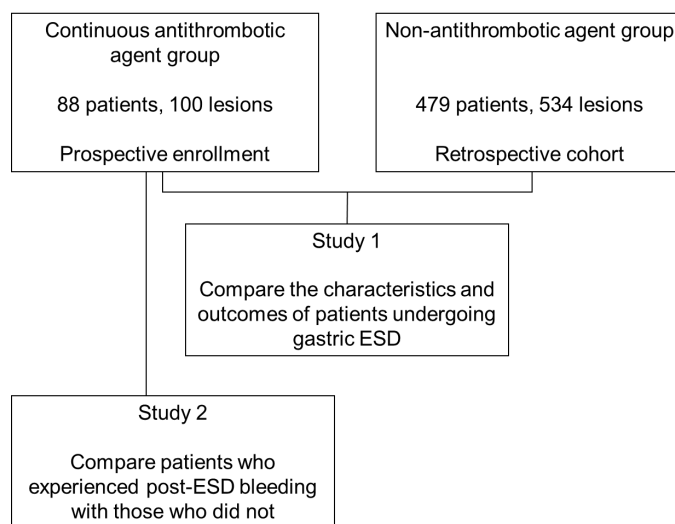 Continuous antithrombotic
agent group
88 patients, 100 lesions
Prospective enrollment
Non-antithrombotic agent group
479 patients, 534 lesions
Retrospective cohort
Study 1
Compare the characteristics and
outcomes of patients undergoing
gastric ESD
Study 2
Compare patients who
experienced post-ESD bleeding
with those who did not